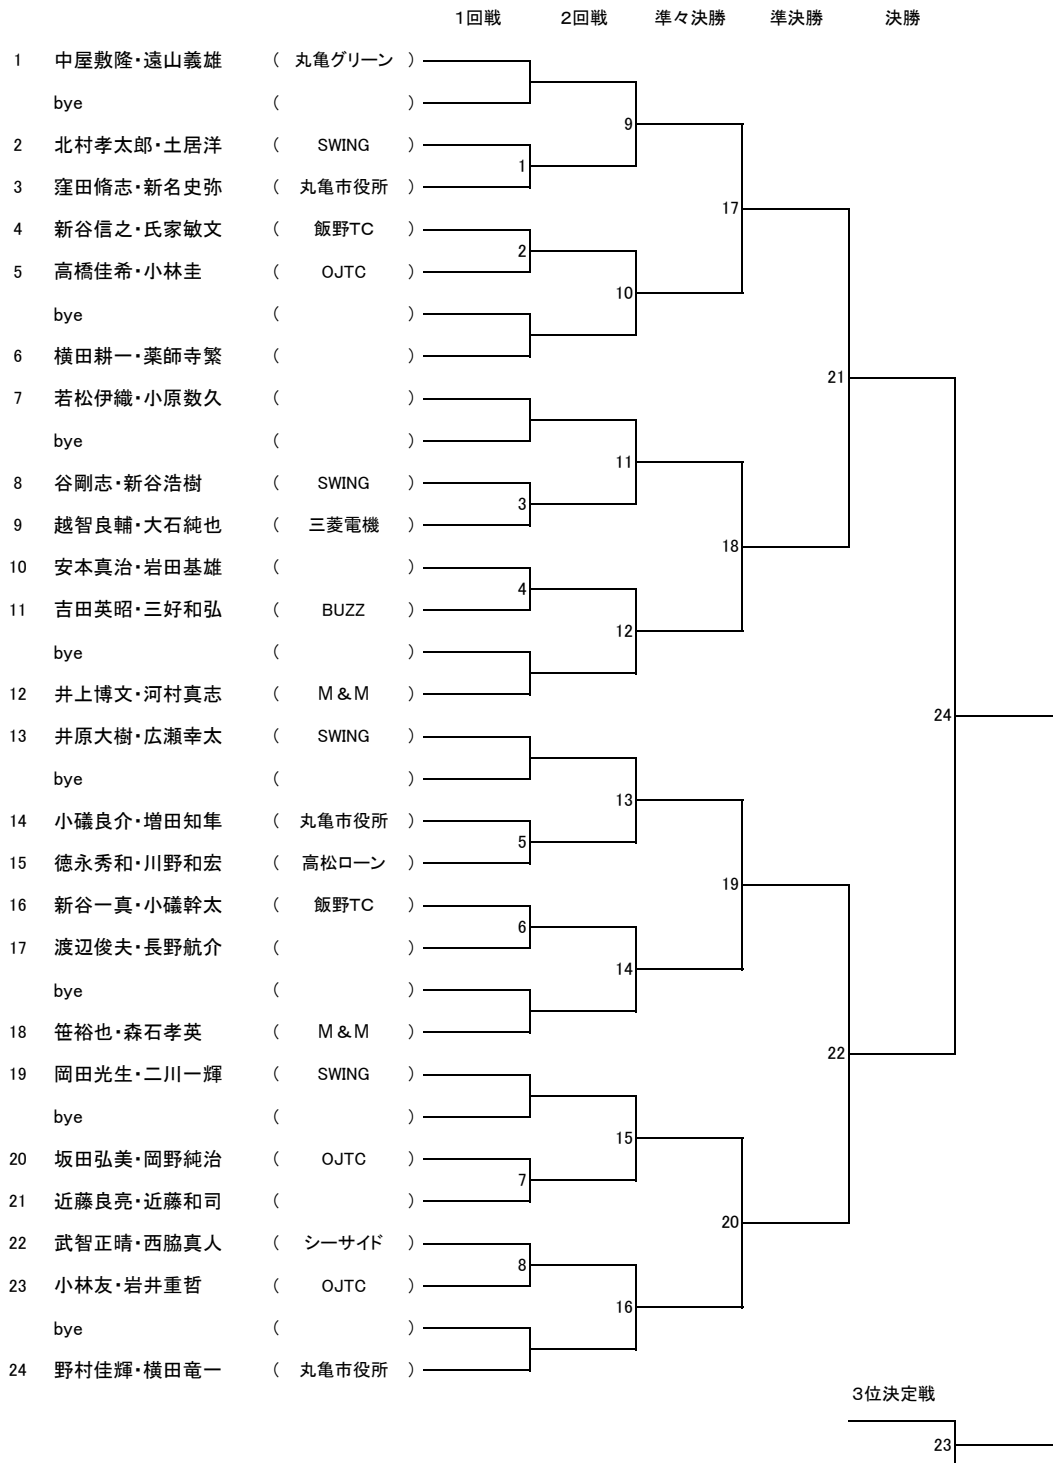 1回戦 2回戦 準々決勝 準決勝 決勝
1 中屋敷隆・遠山義雄 ( 丸亀グリーン )
bye ( )
9
2 北村孝太郎・土居洋 ( SWING )
1
3 窪田脩志・新名史弥 ( 丸亀市役所 )
17
4 新谷信之・氏家敏文 ( 飯野TC )
2
5 高橋佳希・小林圭 ( OJTC )
10
bye ( )
6 横田耕一・薬師寺繁 ( )
21
7 若松伊織・小原数久 ( )
bye ( )
11
8 谷剛志・新谷浩樹 ( SWING )
3
9 越智良輔・大石純也 ( 三菱電機 )
18
10 安本真治・岩田基雄 ( )
4
11 吉田英昭・三好和弘 ( BUZZ )
12
bye ( )
12 井上博文・河村真志 ( M&M )
24
13 井原大樹・広瀬幸太 ( SWING )
bye ( )
13
14 小礒良介・増田知隼 ( 丸亀市役所 )
5
15 徳永秀和・川野和宏 ( 高松ローン )
19
16 新谷一真・小礒幹太 ( 飯野TC )
6
17 渡辺俊夫・長野航介 ( )
14
bye ( )
18 笹裕也・森石孝英 ( M&M )
22
19 岡田光生・二川一輝 ( SWING )
bye ( )
15
20 坂田弘美・岡野純治 ( OJTC )
7
21 近藤良亮・近藤和司 ( )
20
22 武智正晴・西脇真人 ( シーサイド )
8
23 小林友・岩井重哲 ( OJTC )
16
bye ( )
24 野村佳輝・横田竜一 ( 丸亀市役所 )
3位決定戦
23